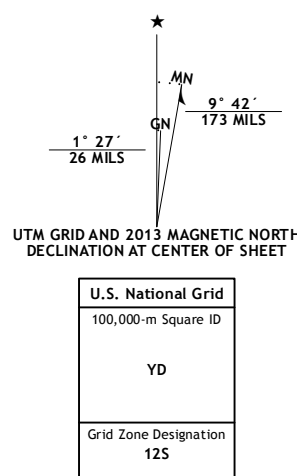 ★
MN
GN
9° 42´
173 MILS
1° 27´
26 MILS
UTM GRID AND 2013 MAGNETIC NORTH
DECLINATION AT CENTER OF SHEET
U.S. National Grid
100,000-m Square ID
YD
Grid Zone Designation
12S